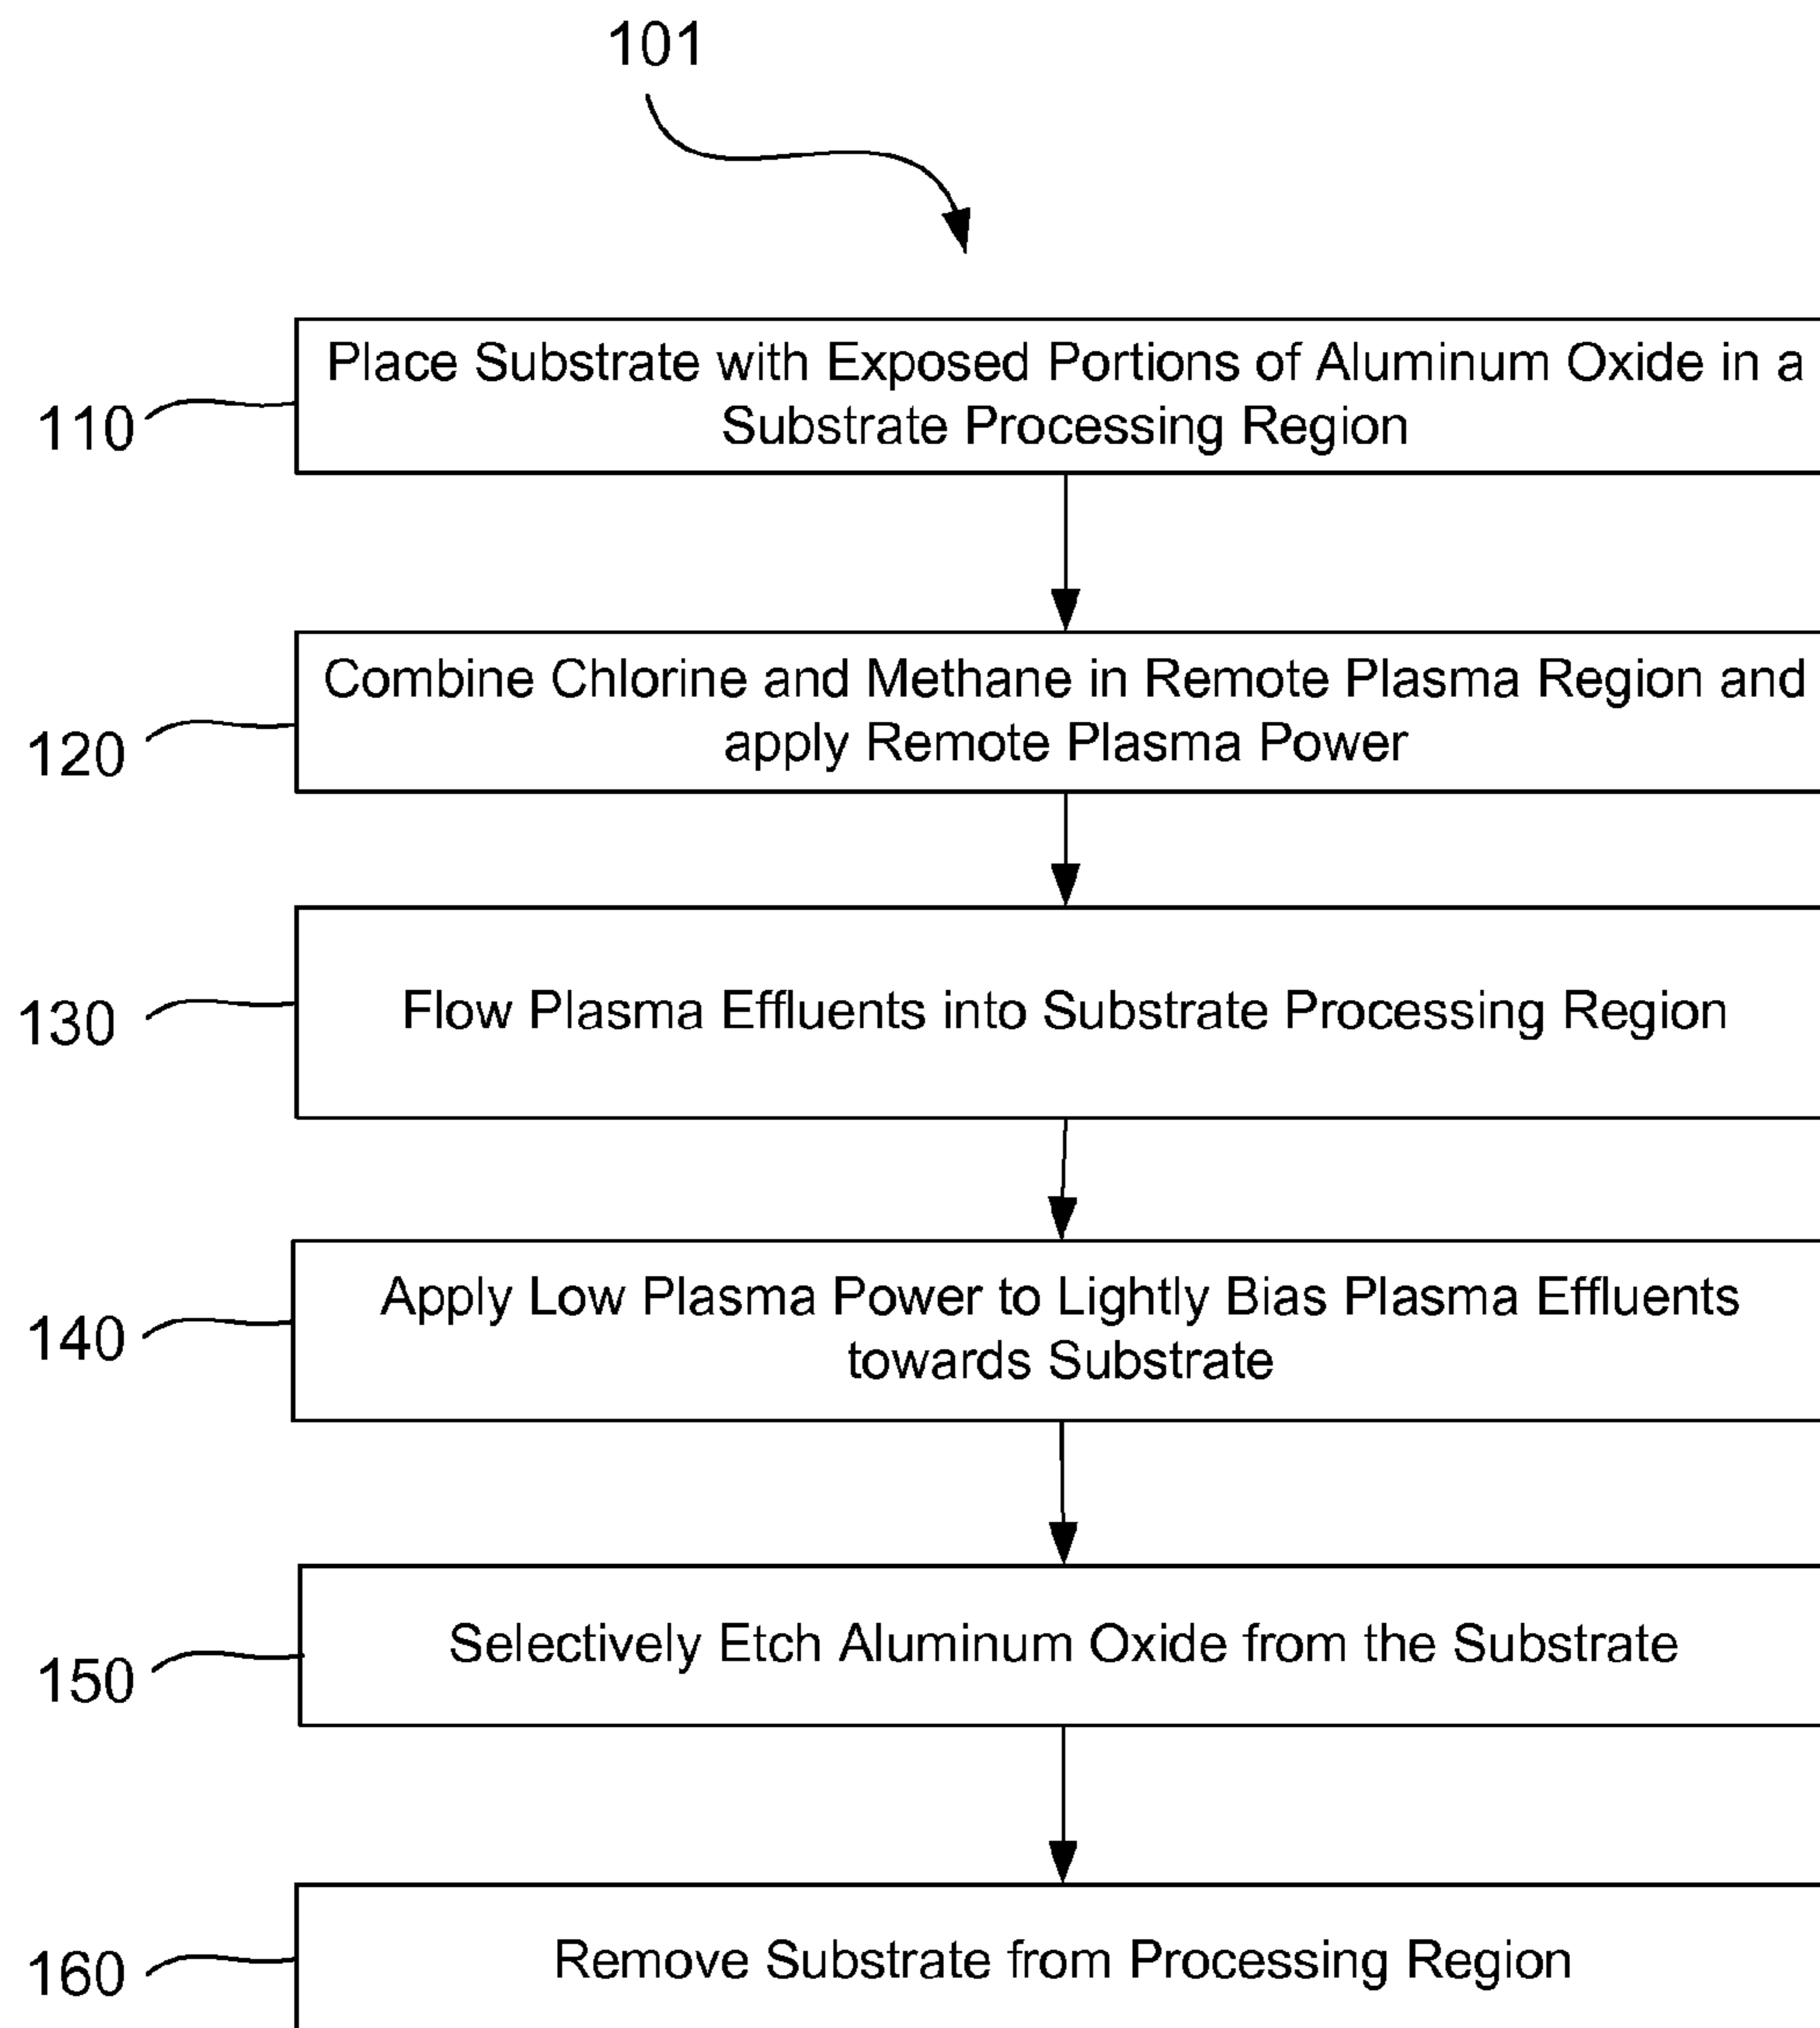 101
Place Substrate with Exposed Portions of Aluminum Oxide in a
Substrate Processing Region
110
Combine Chlorine and Methane in Remote Plasma Region and
apply Remote Plasma Power
120
Flow Plasma Effluents into Substrate Processing Region
130
Apply Low Plasma Power to Lightly Bias Plasma Effluents
towards Substrate
140
Selectively Etch Aluminum Oxide from the Substrate
150
Remove Substrate from Processing Region
160